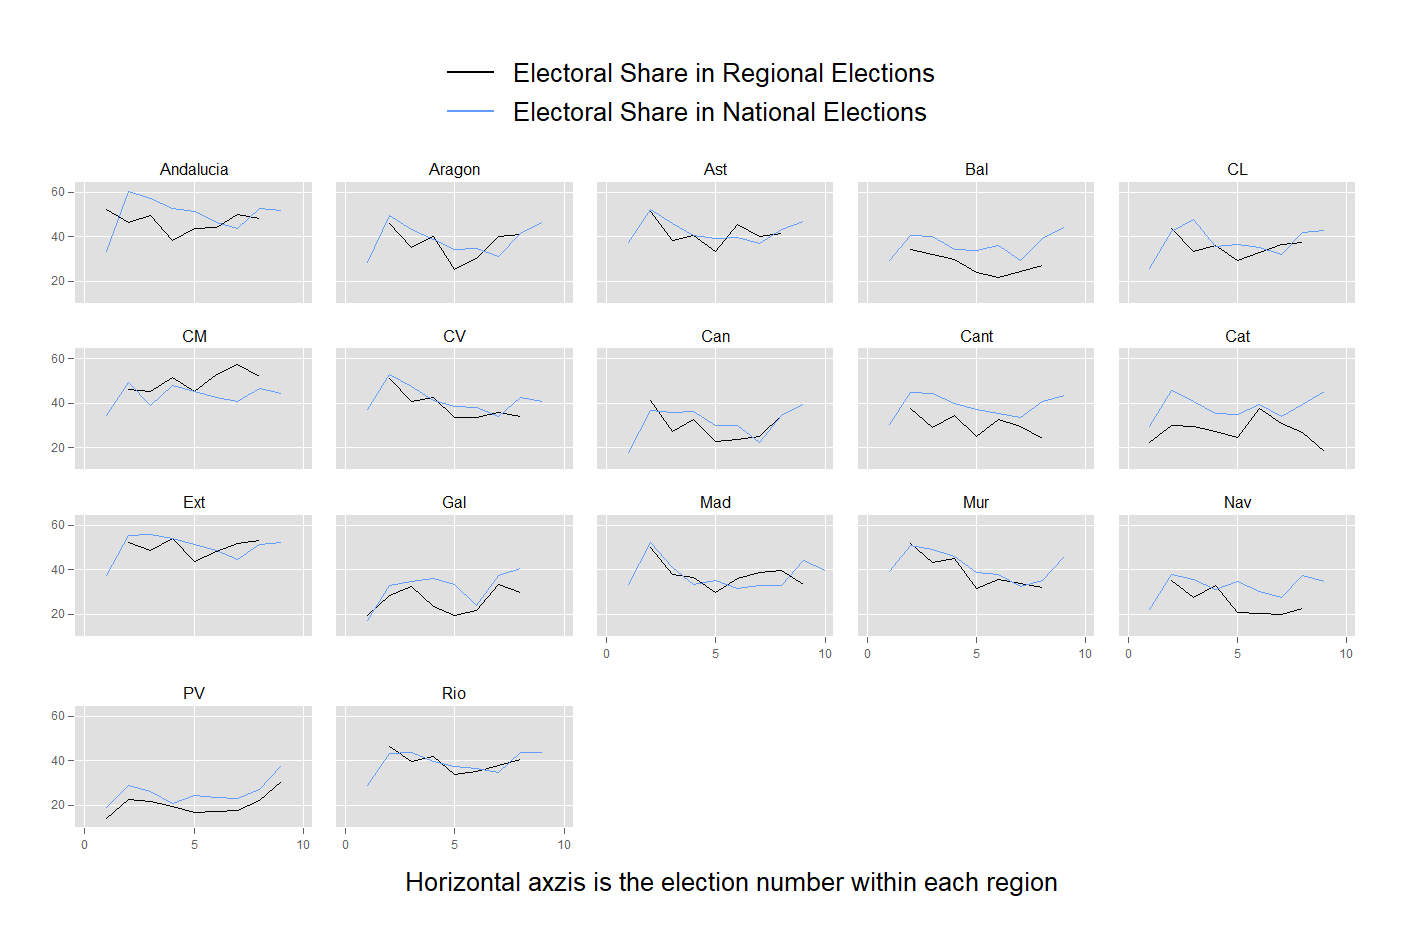 Electoral Share in Regional Elections
Electoral Share in National Elections
Andalucia Aragon Ast Bal CL
60
40
20
CM CV Can Cant Cat
60
40
20
Ext Gal Mad Mur Nav
60
40
20
0 5 10 0 5 10 0 5 10
PV Rio
60
40
20
0 5 10 0 5 10
Horizontal axzis is the election number within each region